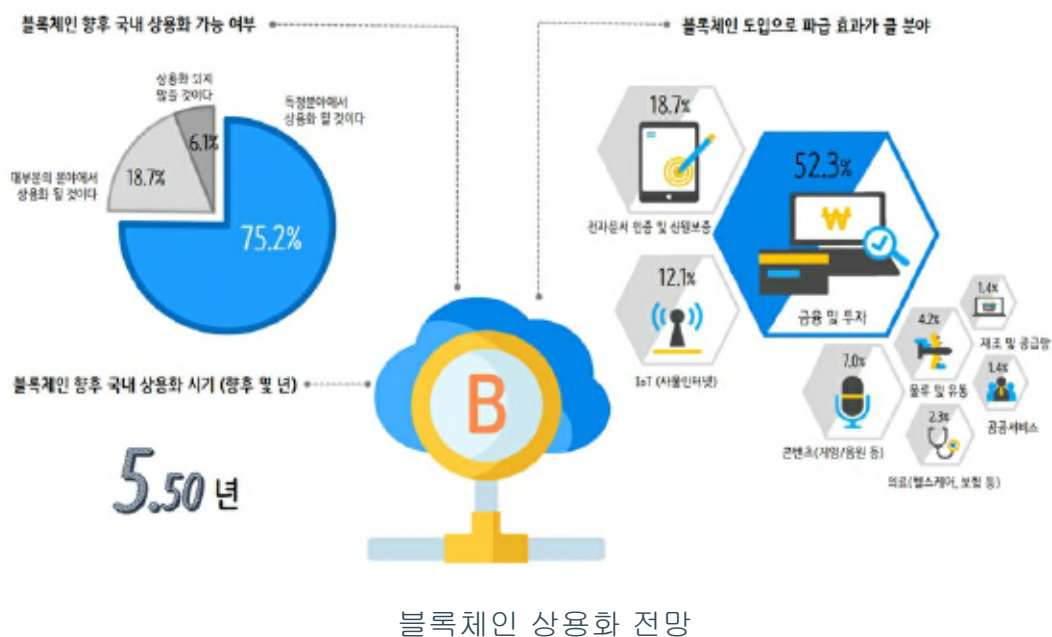 블록체인 향후 국내 상용화 가능 여부
상용화 되지
않을 것이다
6.1%
특정분야에서
상용화 될 것이다
대부분의 분야에서
상용화 될 것이다
18.7%
75.2%
블록체인 도입으로 파급 효과가 클 분야
18.7%
전자문서 인증 및 신원보증
52.3%
금융 및 투자
12.1%
IoT (사물인터넷)
7.0%
콘텐츠(게임/음원 등)
4.2%
물류 및 유통
1.4%
제조 및 공급망
1.4%
공공서비스
2.3%
의료(헬스케어, 보험 등)
블록체인 향후 국내 상용화 시기 (향후 몇 년)
5.50 년
B
블록체인 상용화 전망